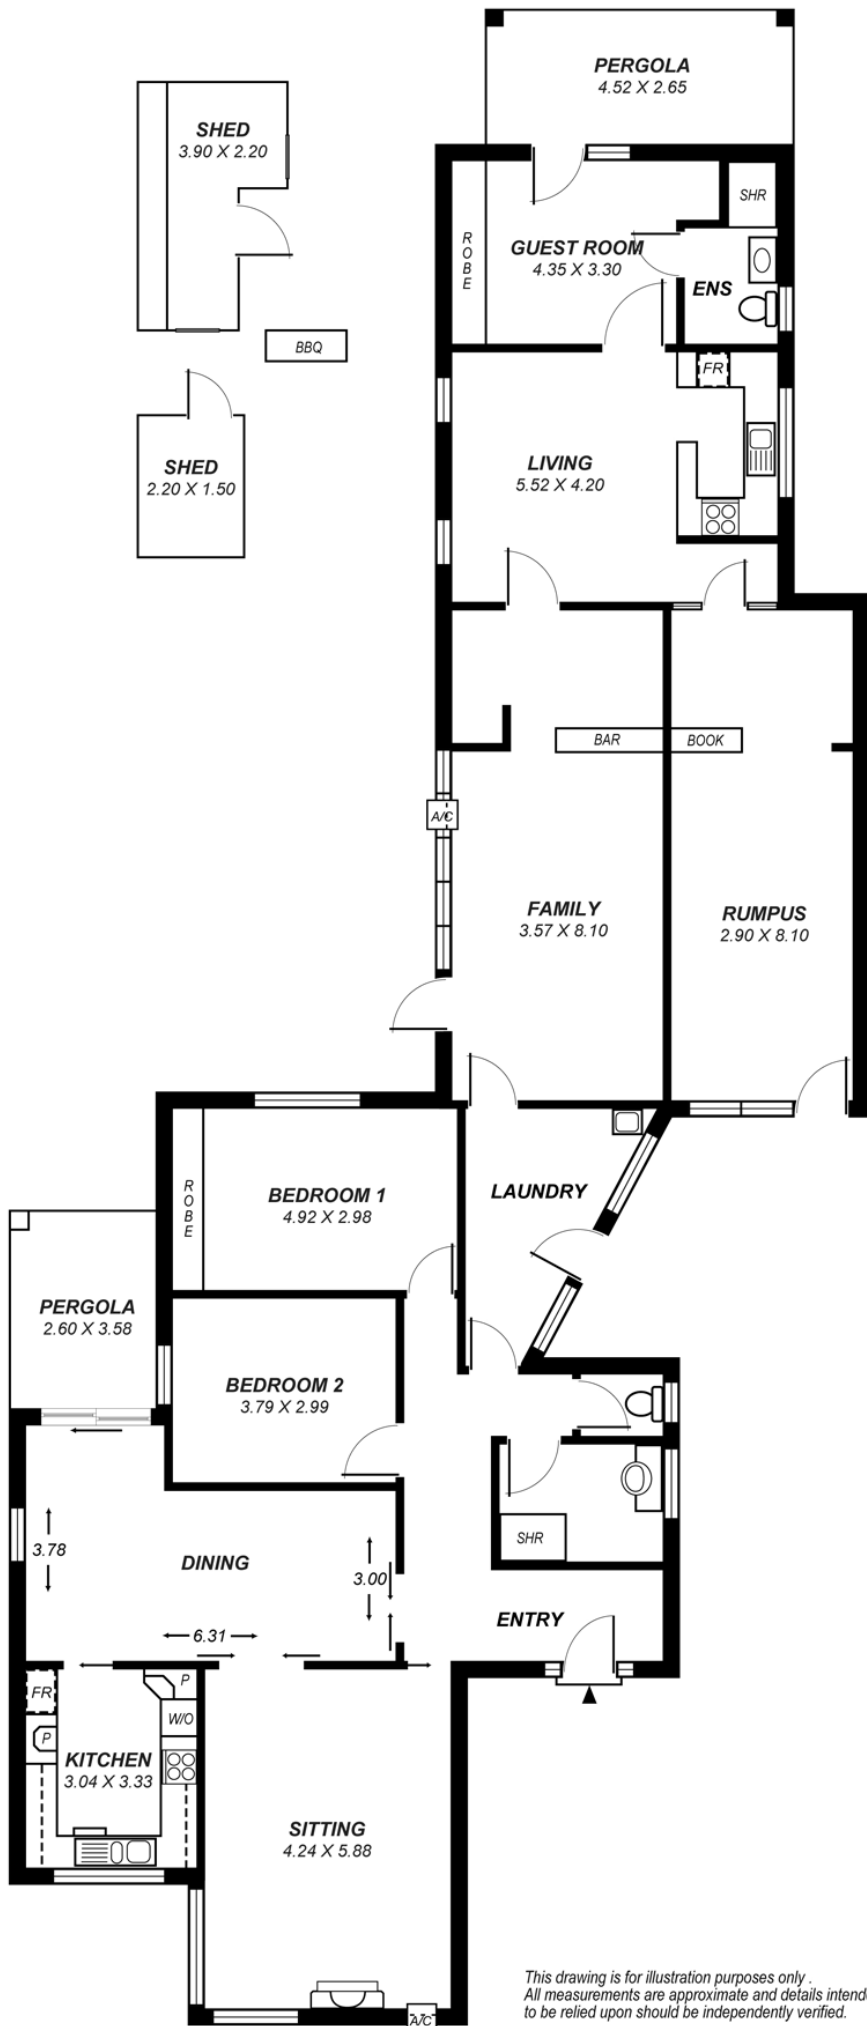 PERGOLA
4.52 X 2.65
SHED
3.90 X 2.20
SHR
GUEST ROOM
4.35 X 3.30
ROBE
ENS
BBQ
FR
SHED
2.20 X 1.50
LIVING
5.52 X 4.20
BAR
BOOK
A/C
FAMILY
3.57 X 8.10
RUMPUS
2.90 X 8.10
ROBE
BEDROOM 1
4.92 X 2.98
LAUNDRY
PERGOLA
2.60 X 3.58
BEDROOM 2
3.79 X 2.99
SHR
3.78
DINING
3.00
6.31
ENTRY
FR
P
W/O
P
KITCHEN
3.04 X 3.33
SITTING
4.24 X 5.88
A/C
This drawing is for illustration purposes only .
All measurements are approximate and details intende
to be relied upon should be independently verified.